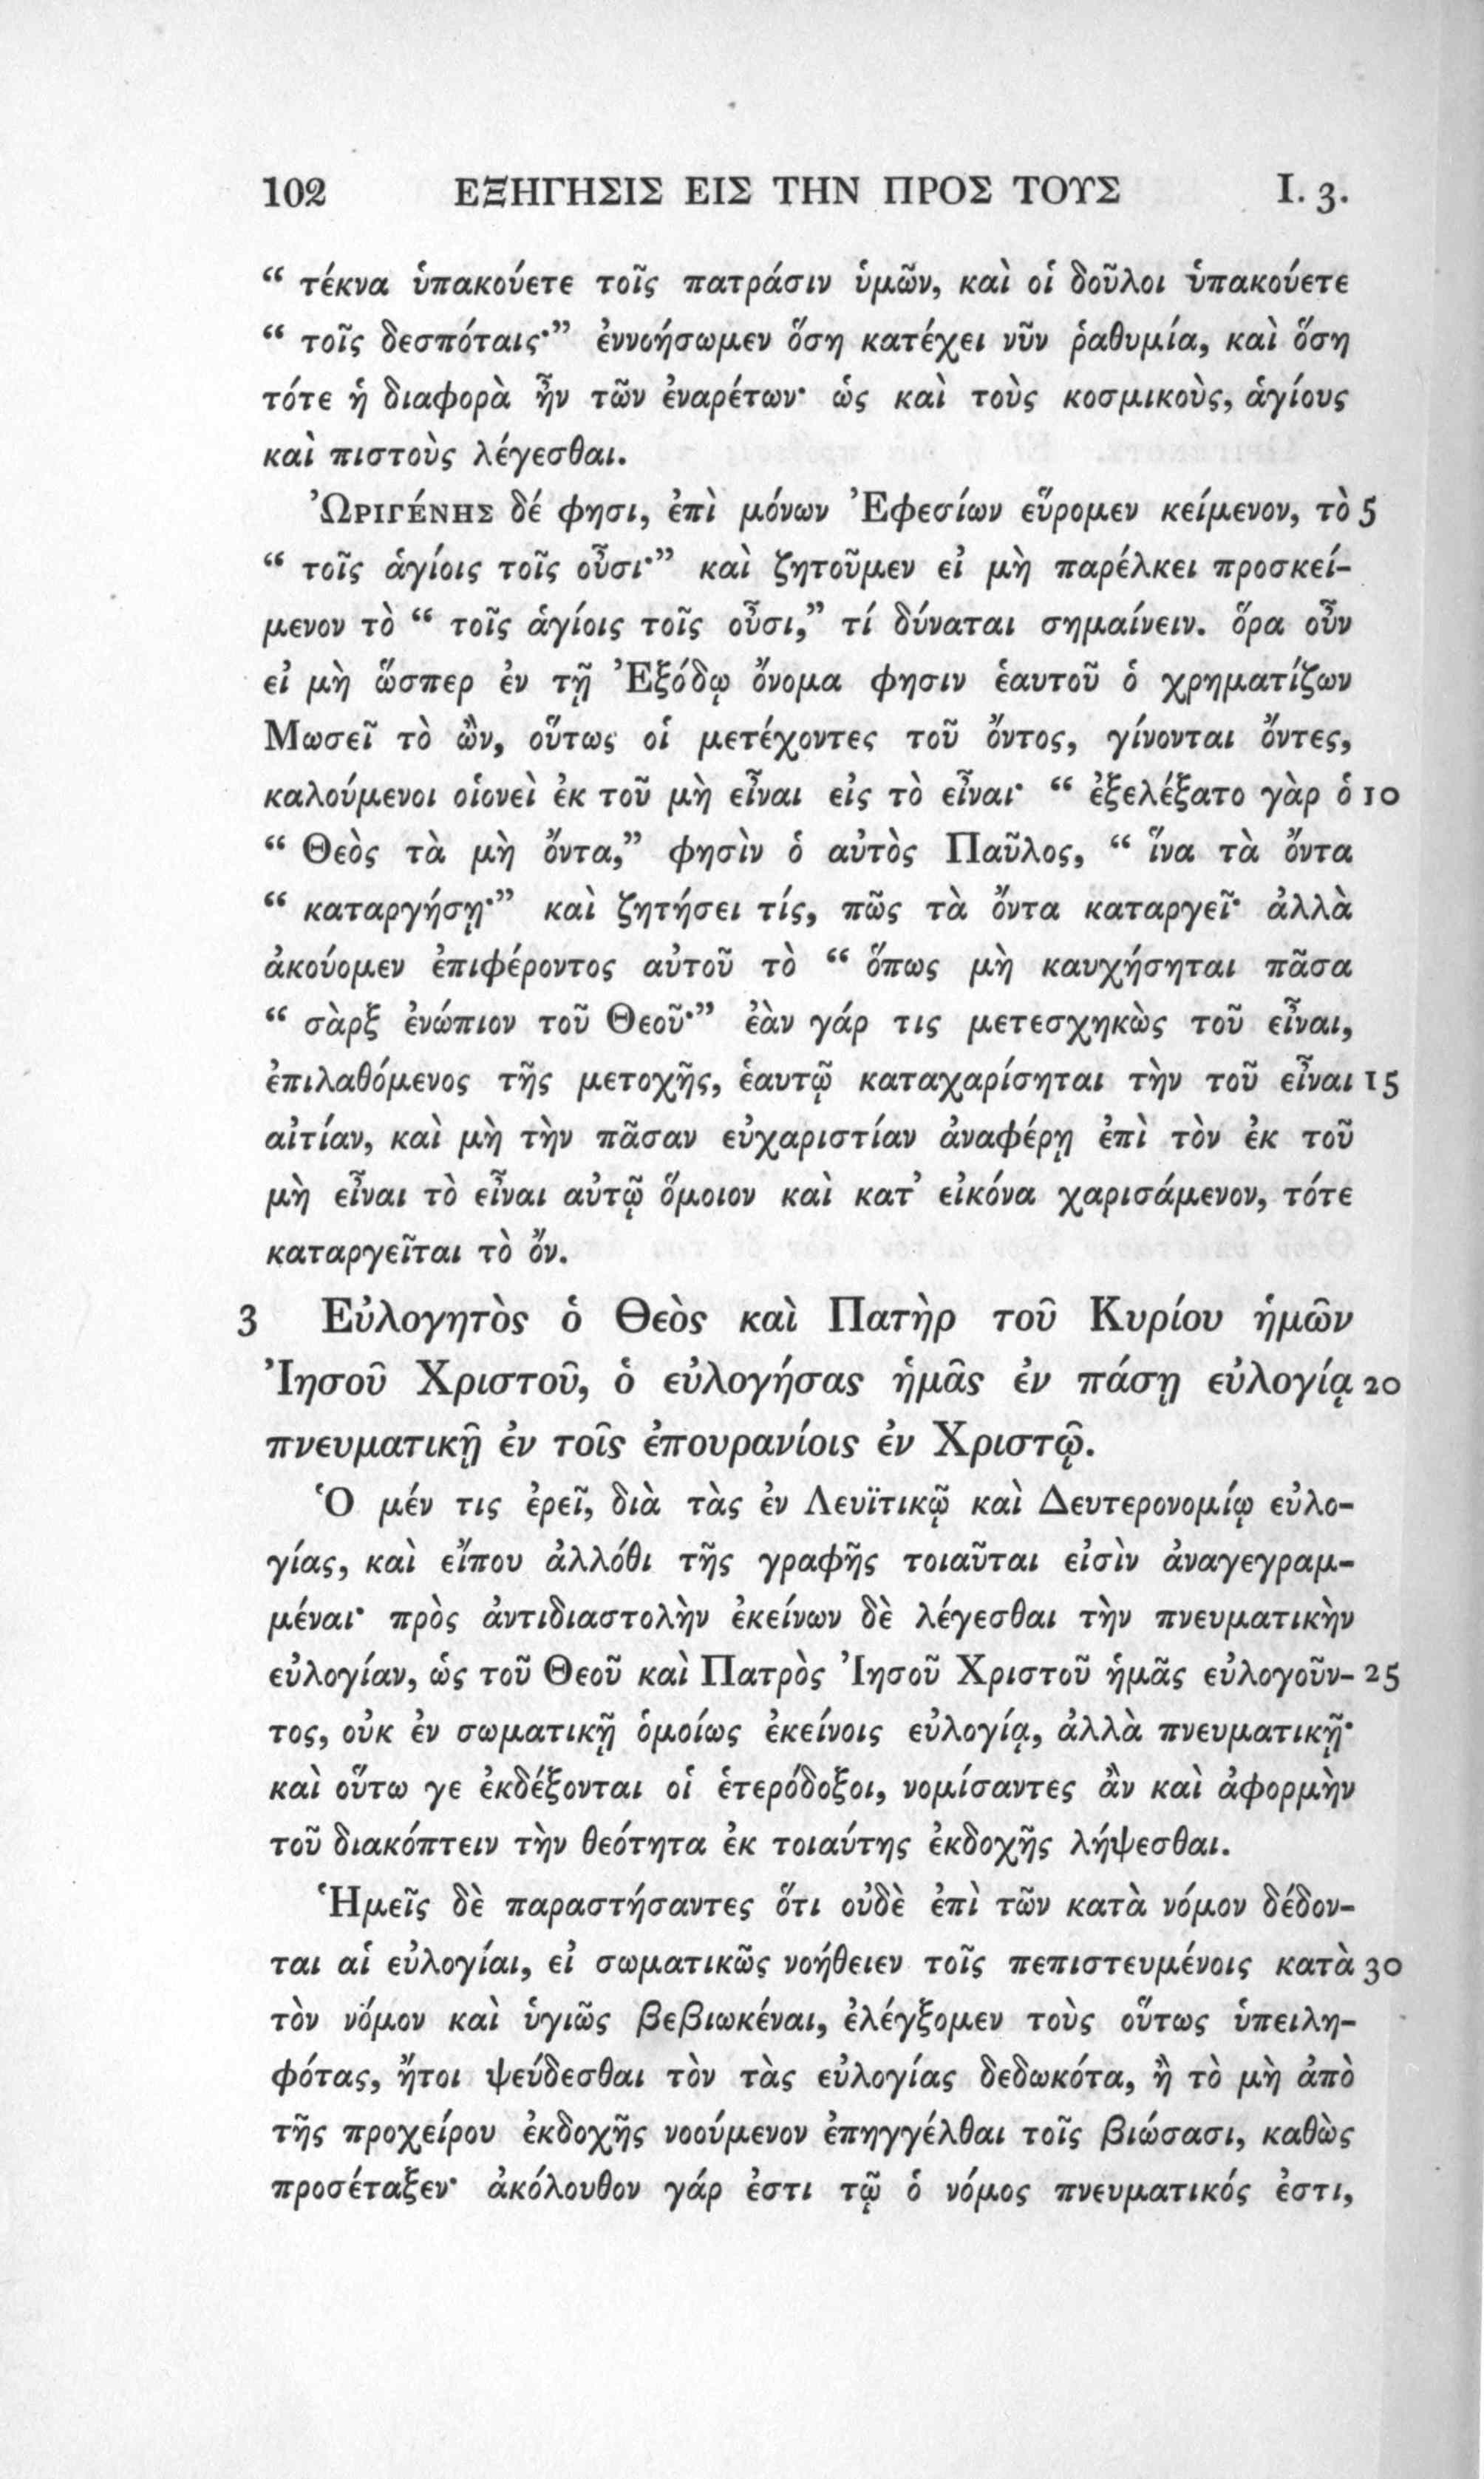 102 ΕΞΗΓΗΣΙΣ ΕΙΣ ΤΗΝ ΠΡΟΣ ΤΟΥΣ I. 3.
“ τέκνα ὑπακούετε τοῖς πατράσιν ὑμῶν, καὶ οἱ δοῦλοι ὑπακούετε
“ τοῖς δεσπόταις·” ἐννοήσωμεν ὅση κατέχει νῦν ῥαθυμία, καὶ ὅση
τότε ἡ διαφορὰ ἦν τῶν ἐναρέτων· ὡς καὶ τοὺς κοσμικοὺς, ἁγίους
καὶ πιστοὺς λέγεσθαι.
ὨΡΙΓΈΝΗΣ δέ φησι, ἐπὶ μόνων Ἐφεσίων εὕρομεν κείμενον, τὸ 5
“ τοῖς ἁγίοις τοῖς οὖσι·” καὶ ζητοῦμεν εἰ μὴ παρέλκει προσκεί-
μενον τὸ “ τοῖς ἁγίοις τοῖς οὖσι,” τί δύναται σημαίνειν. ὅρα οὖν
εἰ μὴ ὥσπερ ἐν τῇ Ἐξόδῳ ὄνομα φησιν ἑαυτοῦ ὁ χρηματίζων
Μωσεῖ τὸ ὢν, οὕτως οἱ μετέχοντες τοῦ ὄντος, γίνονται ὄντες,
καλούμενοι οἱονεὶ ἐκ τοῦ μὴ εἶναι εἰς τὸ εἶναι· “ ἐξελέξατο γὰρ ὁ 10
“ Θεὸς τὰ μὴ ὄντα,” φησὶν ὁ αὐτὸς Παῦλος, “ ἵνα τὰ ὄντα
“ καταργήσῃ·” καὶ ζητήσει τίς, πῶς τὰ ὄντα καταργεῖ· ἀλλὰ
ἀκούομεν ἐπιφέροντος αὐτοῦ τὸ “ ὅπως μὴ καυχήσηται πᾶσα
“ σὰρξ ἐνώπιον τοῦ Θεοῦ·” ἐὰν γάρ τις μετεσχηκὼς τοῦ εἶναι,
ἐπιλαθόμενος τῆς μετοχῆς, ἑαυτῷ καταχαρίσηται τὴν τοῦ εἶναι 15
αἰτίαν, καὶ μὴ τὴν πᾶσαν εὐχαριστίαν ἀναφέρῃ ἐπὶ τὸν ἐκ τοῦ
μὴ εἶναι τὸ εἶναι αὐτῷ ὅμοιον καὶ κατ’ εἰκόνα χαρισάμενον, τότε
καταργεῖται τὸ ὄν.
3 Εὐλογητὸς ὁ Θεὸς καὶ Πατὴρ τοῦ Κυρίου ἡμῶν
Ἰησοῦ Χριστοῦ, ὁ εὐλογήσας ἡμᾶς ἐν πάσῃ εὐλογίᾳ 20
πνευματικῇ ἐν τοῖς ἐπουρανίοις ἐν Χριστῷ.
Ὁ μέν τις ἐρεῖ, διὰ τὰς ἐν Λευϊτικῷ καὶ Δευτερονομίῳ εὐλο-
γίας, καὶ εἴπου ἀλλόθι τῆς γραφῆς τοιαῦται εἰσὶν ἀναγεγραμ-
μέναι· πρὸς ἀντιδιαστολὴν ἐκείνων δὲ λέγεσθαι τὴν πνευματικὴν
εὐλογίαν, ὡς τοῦ Θεοῦ καὶ Πατρὸς Ἰησοῦ Χριστοῦ ἡμᾶς εὐλογοῦν- 25
τος, οὐκ ἐν σωματικῇ ὁμοίως ἐκείνοις εὐλογίᾳ, ἀλλὰ πνευματικῇ·
καὶ οὕτω γε ἐκδέξονται οἱ ἑτερόδοξοι, νομίσαντες ἂν καὶ ἀφορμὴν
τοῦ διακόπτειν τὴν θεότητα ἐκ τοιαύτης ἐκδοχῆς λήψεσθαι.
Ἡμεῖς δὲ παραστήσαντες ὅτι οὐδὲ ἐπὶ τῶν κατὰ νόμον δέδον-
ται αἱ εὐλογίαι, εἰ σωματικῶς νοήθειεν τοῖς πεπιστευμένοις κατὰ 30
τὸν νόμον καὶ ὑγιῶς βεβιωκέναι, ἐλέγξομεν τοὺς οὕτως ὑπειλη-
φότας, ἤτοι ψεύδεσθαι τὸν τὰς εὐλογίας δεδωκότα, ἢ τὸ μὴ ἀπὸ
τῆς προχείρου ἐκδοχῆς νοούμενον ἐπηγγέλθαι τοῖς βιώσασι, καθὼς
προσέταξεν· ἀκόλουθον γάρ ἐστι τῷ ὁ νόμος πνευματικός ἐστι,